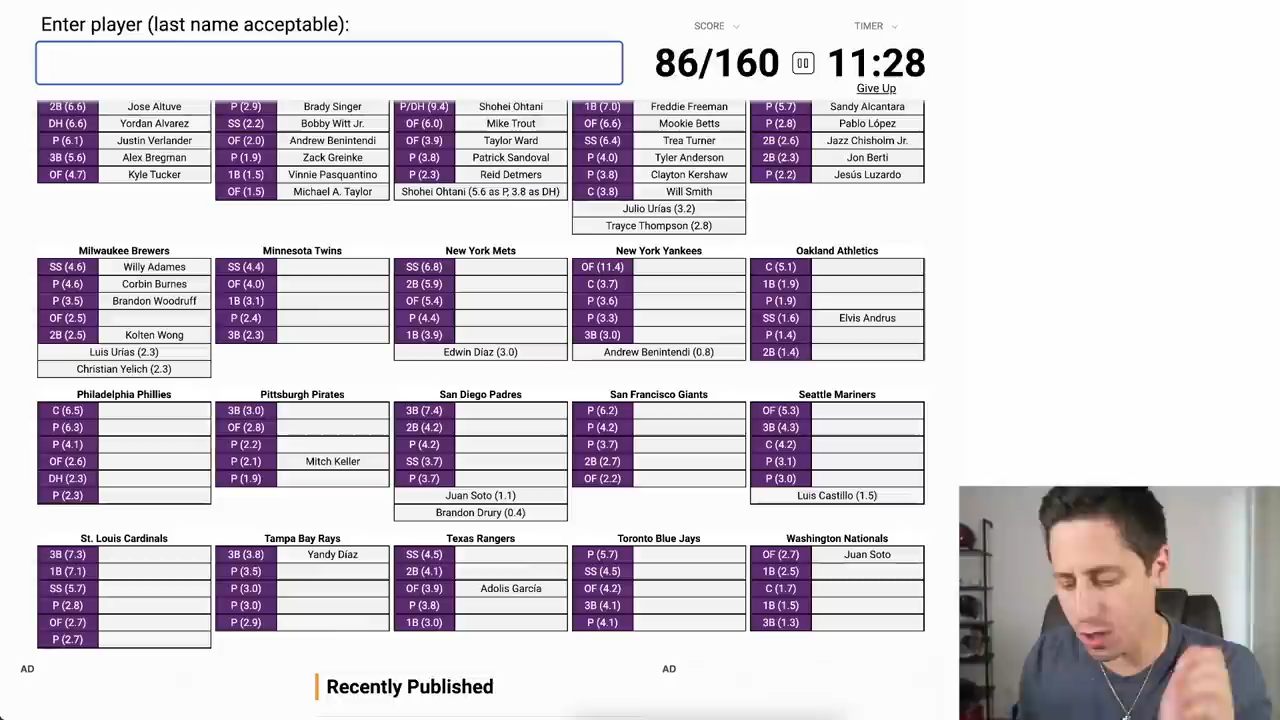 Enter player (last name acceptable):
SCORE
TIMER
86/160
11:28
Give Up
2B (6.6) Jose Altuve
DH (6.6) Yordan Alvarez
P (6.1) Justin Verlander
3B (5.6) Alex Bregman
OF (4.7) Kyle Tucker
P (2.9) Brady Singer
SS (2.2) Bobby Witt Jr.
OF (2.0) Andrew Benintendi
P (1.9) Zack Greinke
1B (1.5) Vinnie Pasquantino
OF (1.5) Michael A. Taylor
P/DH (9.4) Shohei Ohtani
OF (6.0) Mike Trout
OF (3.9) Taylor Ward
P (3.8) Patrick Sandoval
P (2.3) Reid Detmers
Shohei Ohtani (5.6 as P, 3.8 as DH)
1B (7.0) Freddie Freeman
OF (6.6) Mookie Betts
SS (6.4) Trea Turner
P (4.0) Tyler Anderson
P (3.8) Clayton Kershaw
C (3.8) Will Smith
Julio Urías (3.2)
Trayce Thompson (2.8)
P (5.7) Sandy Alcantara
P (2.8) Pablo López
2B (2.6) Jazz Chisholm Jr.
2B (2.3) Jon Berti
P (2.2) Jesús Luzardo
Milwaukee Brewers
SS (4.6) Willy Adames
P (4.6) Corbin Burnes
P (3.5) Brandon Woodruff
OF (2.5)
2B (2.5) Kolten Wong
Luis Urías (2.3)
Christian Yelich (2.3)
Minnesota Twins
SS (4.4)
OF (4.0)
1B (3.1)
P (2.4)
3B (2.3)
New York Mets
SS (6.8)
2B (5.9)
OF (5.4)
P (4.4)
1B (3.9)
Edwin Díaz (3.0)
New York Yankees
OF (11.4)
C (3.7)
P (3.6)
P (3.3)
3B (3.0)
Andrew Benintendi (0.8)
Oakland Athletics
C (5.1)
1B (1.9)
P (1.9)
SS (1.6) Elvis Andrus
P (1.4)
2B (1.4)
Philadelphia Phillies
C (6.5)
P (6.3)
P (4.1)
OF (2.6)
DH (2.3)
P (2.3)
Pittsburgh Pirates
3B (3.0)
OF (2.8)
P (2.2)
P (2.1) Mitch Keller
P (1.9)
San Diego Padres
3B (7.4)
2B (4.2)
P (4.2)
SS (3.7)
P (3.7)
Juan Soto (1.1)
Brandon Drury (0.4)
San Francisco Giants
P (6.2)
P (4.2)
P (3.7)
2B (2.7)
OF (2.2)
Seattle Mariners
OF (5.3)
3B (4.3)
C (4.2)
P (3.1)
P (3.0)
Luis Castillo (1.5)
St. Louis Cardinals
3B (7.3)
1B (7.1)
SS (5.7)
P (2.8)
OF (2.7)
P (2.7)
Tampa Bay Rays
3B (3.8) Yandy Díaz
P (3.5)
P (3.0)
P (3.0)
P (2.9)
Texas Rangers
SS (4.5)
2B (4.1)
OF (3.9) Adolis García
P (3.8)
1B (3.0)
Toronto Blue Jays
P (5.7)
SS (4.5)
OF (4.2)
3B (4.1)
P (4.1)
Washington Nationals
OF (2.7) Juan Soto
1B (2.5)
C (1.7)
1B (1.5)
3B (1.3)
AD
AD
Recently Published